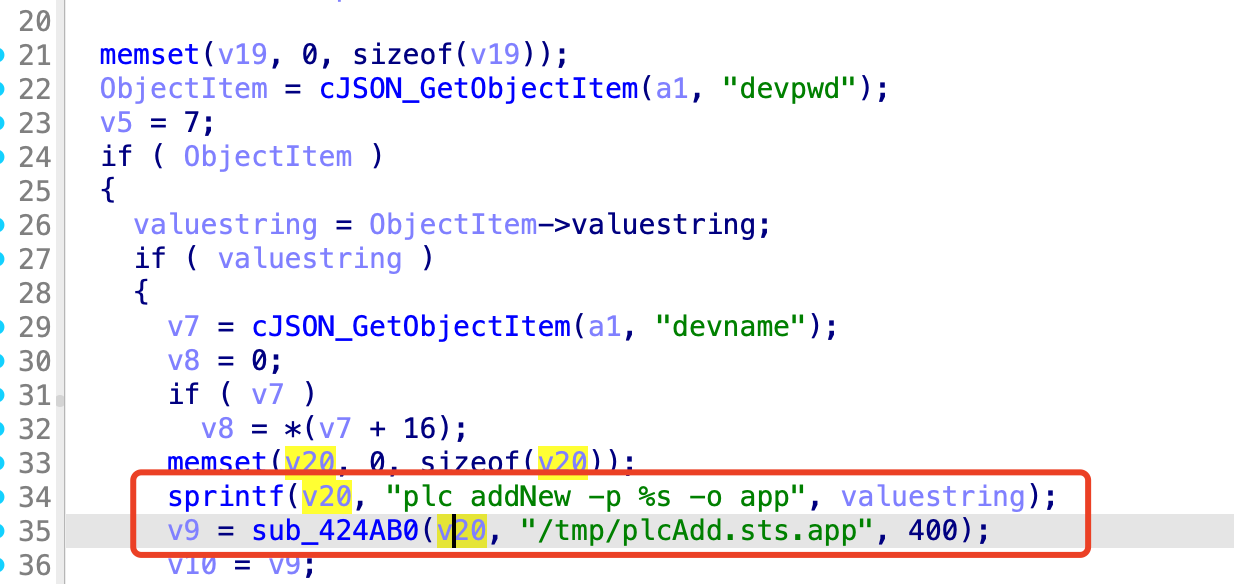 20
21 memset(v19, 0, sizeof(v19));
22 ObjectItem = cJSON_GetObjectItem(a1, "devpwd");
23 v5 = 7;
24 if ( ObjectItem )
25 {
26 valuestring = ObjectItem->valuestring;
27 if ( valuestring )
28 {
29 v7 = cJSON_GetObjectItem(a1, "devname");
30 v8 = 0;
31 if ( v7 )
32 v8 = *(v7 + 16);
33 memset(v20, 0, sizeof(v20));
34 sprintf(v20, "plc addNew -p %s -o app", valuestring);
35 v9 = sub_424AB0(v20, "/tmp/plcAdd.sts.app", 400);
36 v10 = v9;